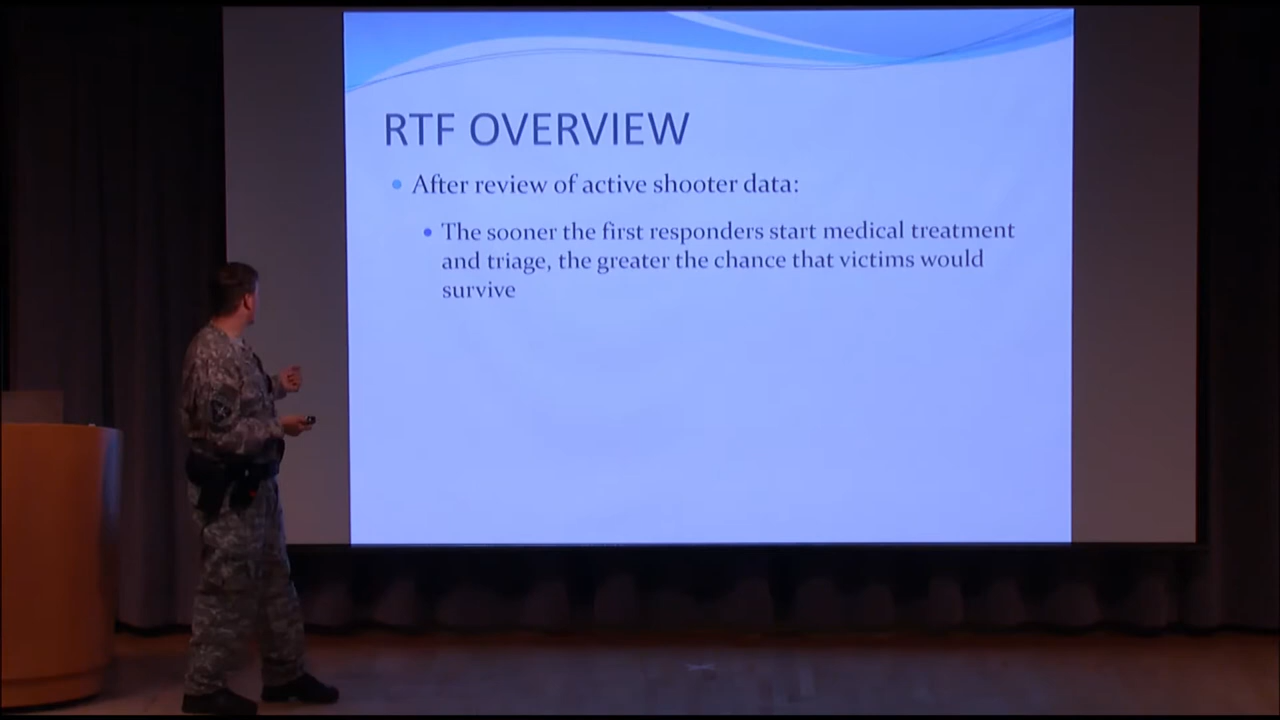 RTF OVERVIEW
After review of active shooter data:
The sooner the first responders start medical treatment
and triage, the greater the chance that victims would
survive